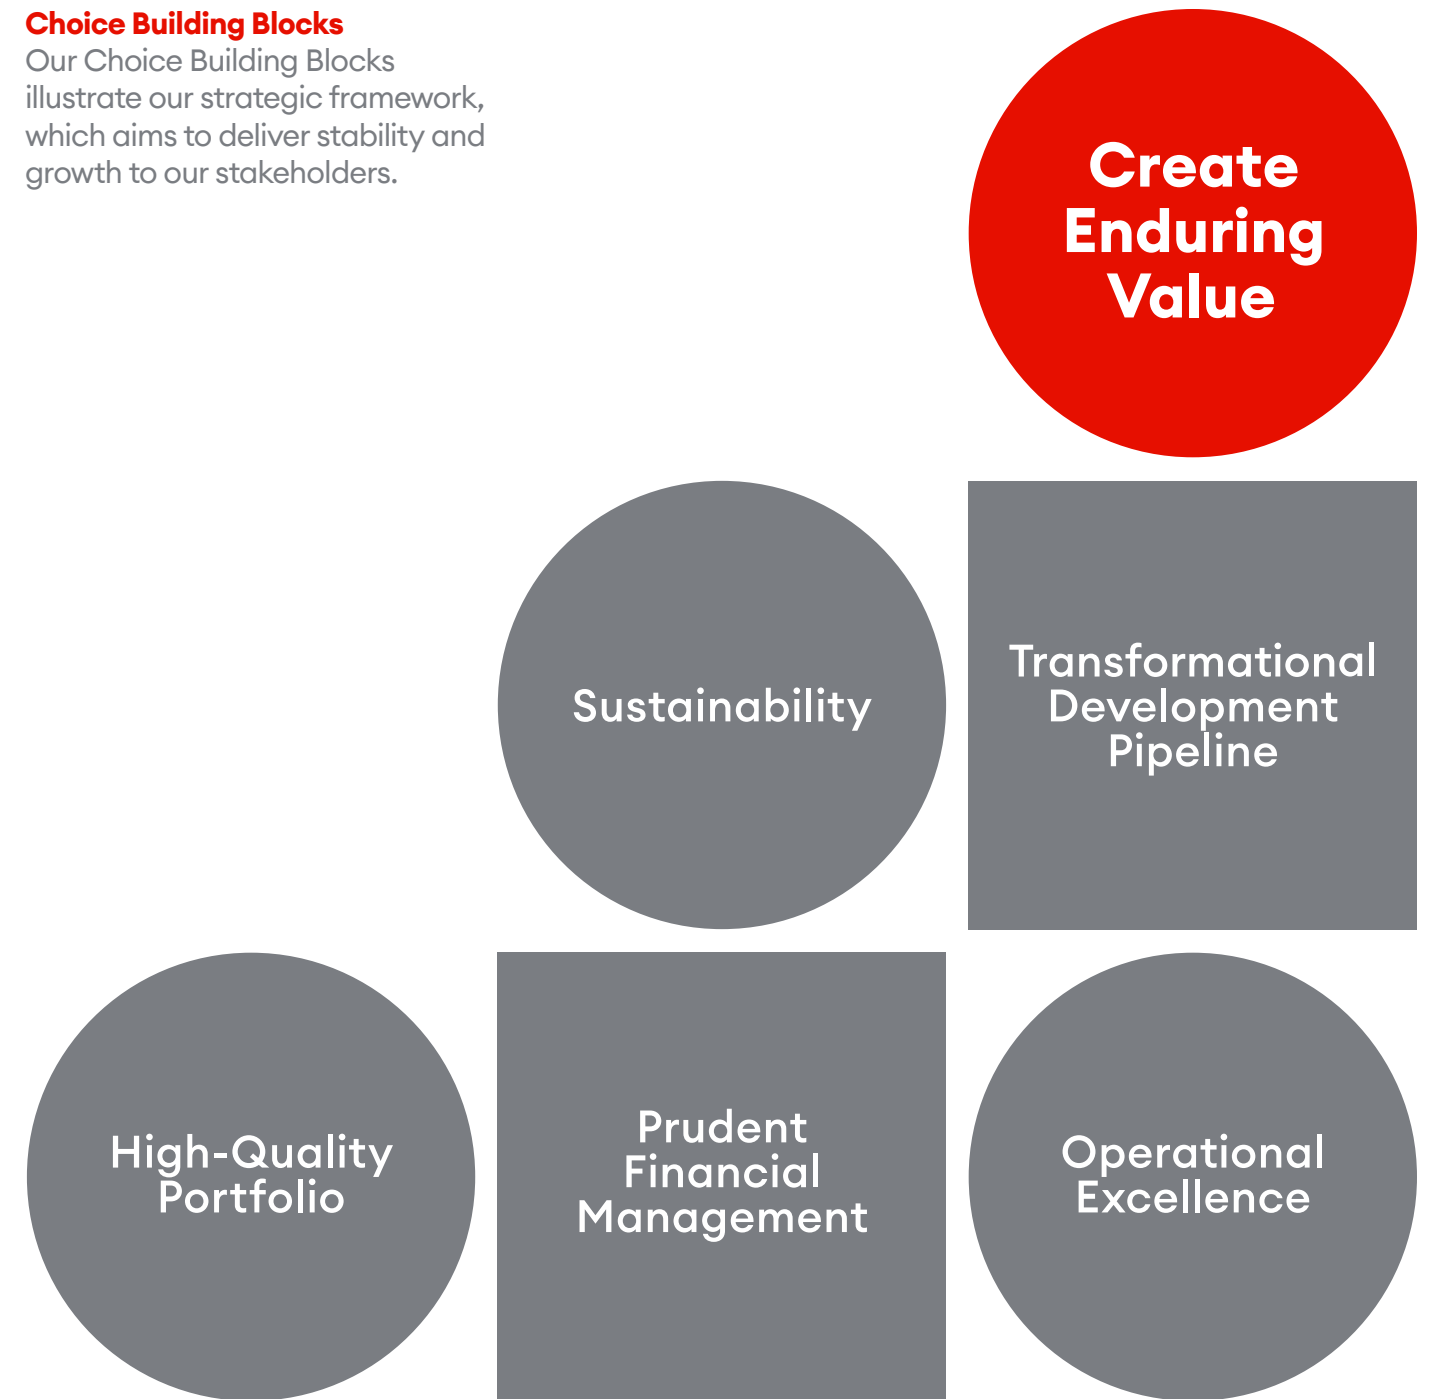 Choice Building Blocks
Our Choice Building Blocks
illustrate our strategic framework,
which aims to deliver stability and
growth to our stakeholders.
Create
Enduring
Value
Sustainability
Transformational
Development
Pipeline
High-Quality
Portfolio
Prudent
Financial
Management
Operational
Excellence